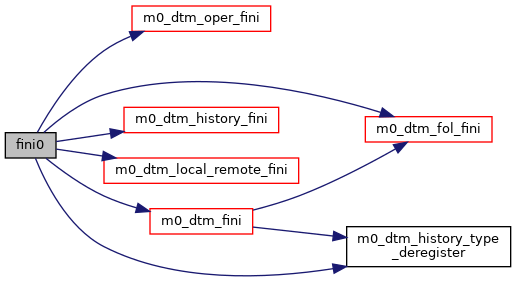 m0_dtm_oper_fini
m0_dtm_history_fini
m0_dtm_fol_fini
fini0
m0_dtm_local_remote_fini
m0_dtm_fini
m0_dtm_history_type
_deregister